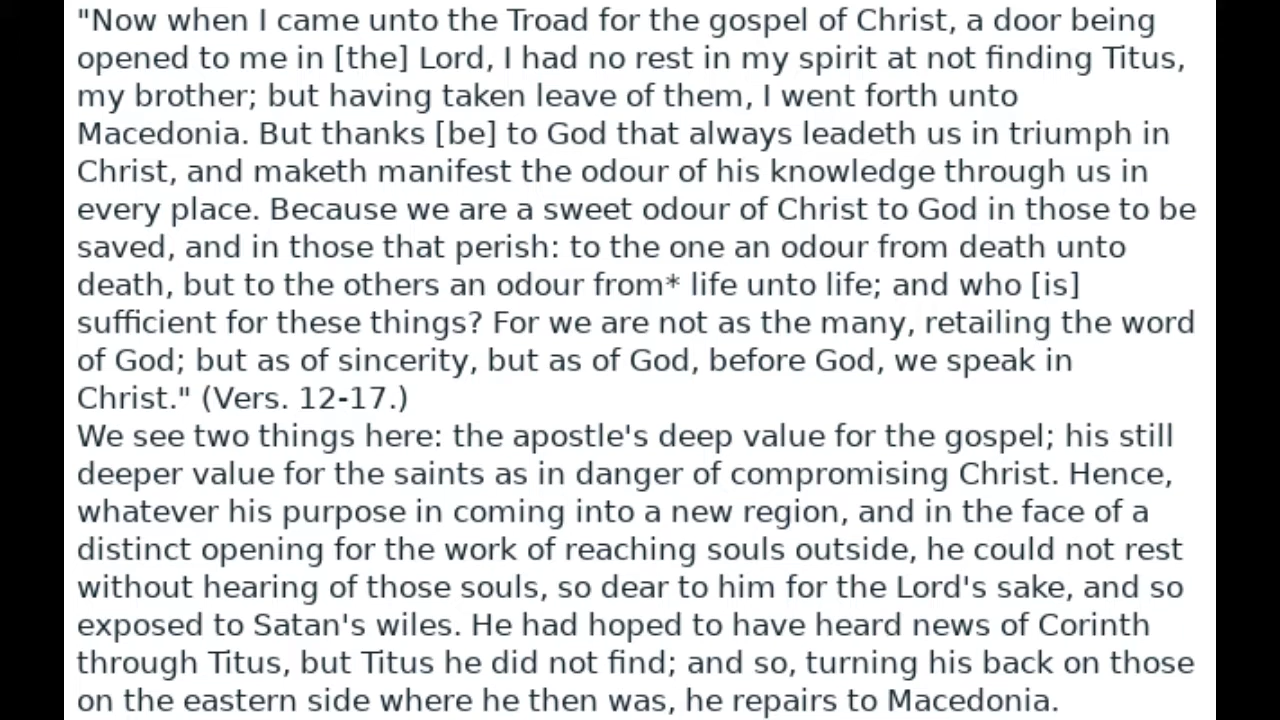 "Now when I came unto the Troad for the gospel of Christ, a door being
opened to me in [the] Lord, I had no rest in my spirit at not finding Titus,
my brother; but having taken leave of them, I went forth unto
Macedonia. But thanks [be] to God that always leadeth us in triumph in
Christ, and maketh manifest the odour of his knowledge through us in
every place. Because we are a sweet odour of Christ to God in those to be
saved, and in those that perish: to the one an odour from death unto
death, but to the others an odour from* life unto life; and who [is]
sufficient for these things? For we are not as the many, retailing the word
of God; but as of sincerity, but as of God, before God, we speak in
Christ." (Vers. 12-17.)
We see two things here: the apostle's deep value for the gospel; his still
deeper value for the saints as in danger of compromising Christ. Hence,
whatever his purpose in coming into a new region, and in the face of a
distinct opening for the work of reaching souls outside, he could not rest
without hearing of those souls, so dear to him for the Lord's sake, and so
exposed to Satan's wiles. He had hoped to have heard news of Corinth
through Titus, but Titus he did not find; and so, turning his back on those
on the eastern side where he then was, he repairs to Macedonia.